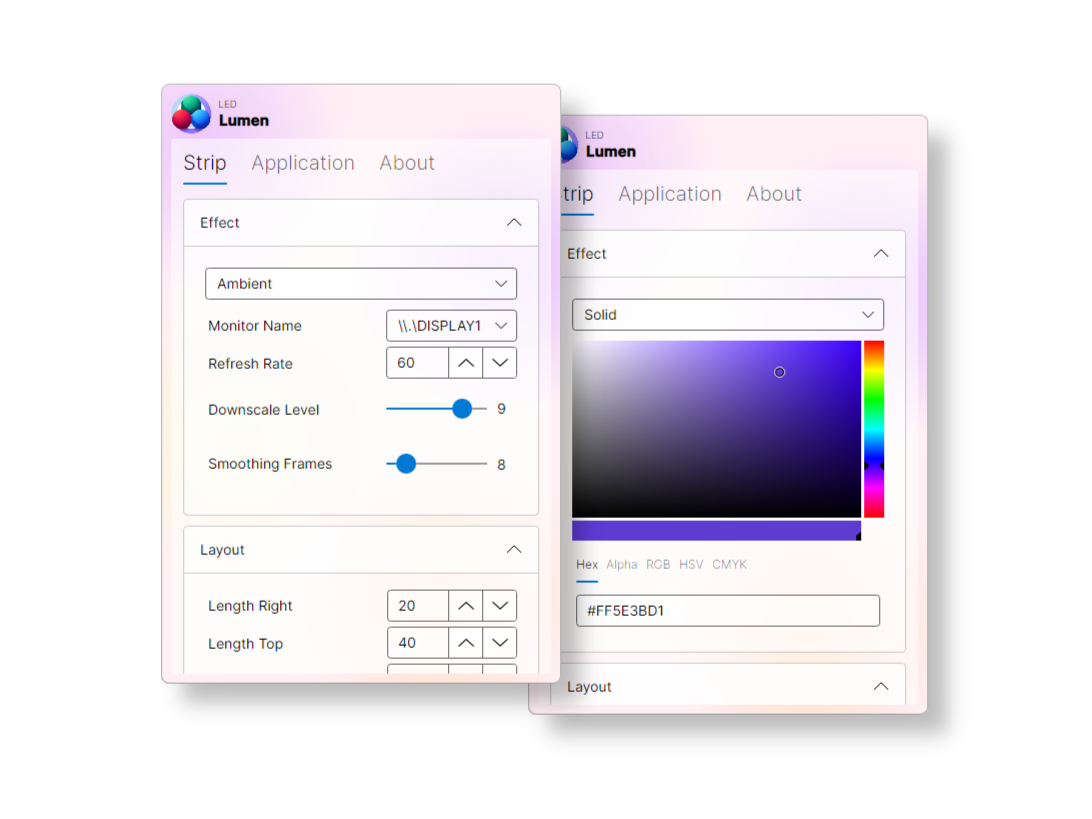 LED
Lumen
Strip Application About
Effect
Ambient
Monitor Name \\.\DISPLAY1
Refresh Rate 60
Downscale Level 9
Smoothing Frames 8
Layout
Length Right 20
Length Top 40
LED
Lumen
trip Application About
Effect
Solid
Hex Alpha RGB HSV CMYK
#FF5E3BD1
Layout